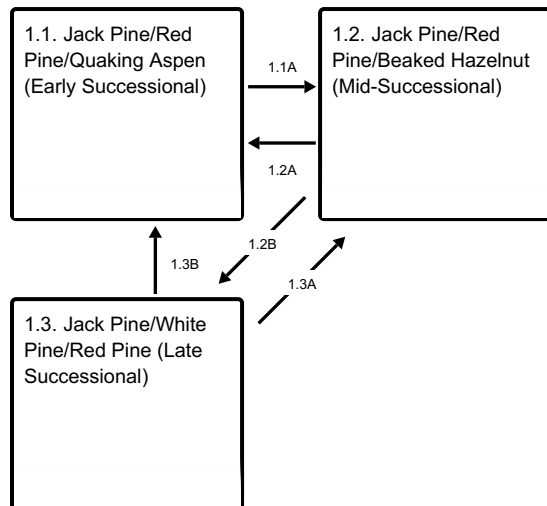 1.1. Jack Pine/Red
Pine/Quaking Aspen
(Early Successional)
1.1A
1.2. Jack Pine/Red
Pine/Beaked Hazelnut
(Mid-Successional)
1.2A
1.2B
1.3B
1.3A
1.3. Jack Pine/White
Pine/Red Pine (Late
Successional)